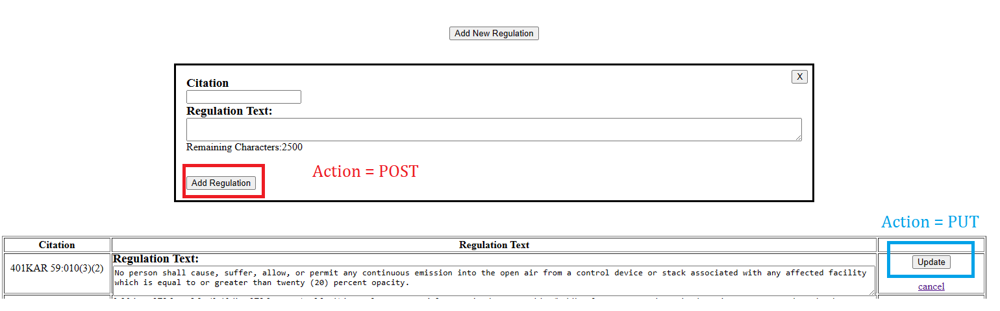 Add New Regulation
X
Citation
Regulation Text:
Remaining Characters:2500
Action = POST
Add Regulation
Action = PUT
Citation Regulation Text
401KAR 59:010(3)(2)
Regulation Text:
No person shall cause, suffer, allow, or permit any continuous emission into the open air from a control device or stack associated with any affected facility
which is equal to or greater than twenty (20) percent opacity.
Update
cancel